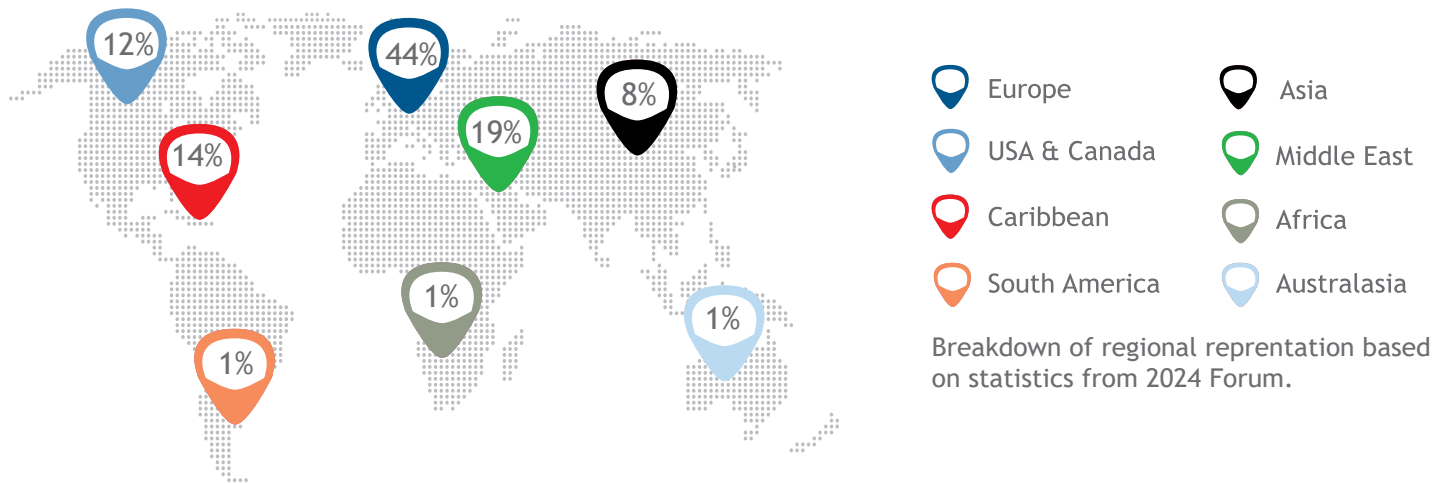 12%
44%
8%
19%
14%
1%
1%
1%
Europe
USA & Canada
Caribbean
South America
Asia
Middle East
Africa
Australasia
Breakdown of regional reprentation based
on statistics from 2024 Forum.